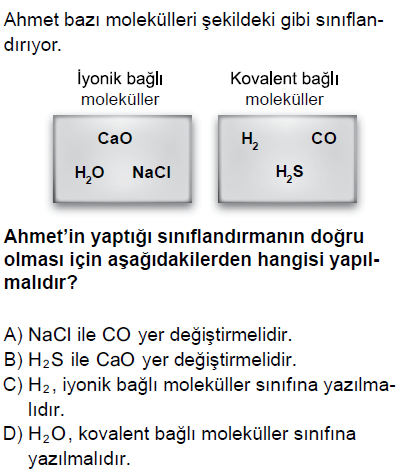 Ahmet bazı molekülleri şekildeki gibi sınıflan-
dırıyor.
İyonik bağlı
moleküller
Kovalent bağlı
moleküller
CaO
H₂O NaCl
H₂ CO
H₂S
Ahmet’in yaptığı sınıflandırmanın doğru
olması için aşağıdakilerden hangisi yapıl-
malıdır?
A) NaCl ile CO yer değiştirmelidir.
B) H₂S ile CaO yer değiştirmelidir.
C) H₂, iyonik bağlı moleküller sınıfına yazılma-
lıdır.
D) H₂O, kovalent bağlı moleküller sınıfına
yazılmalıdır.